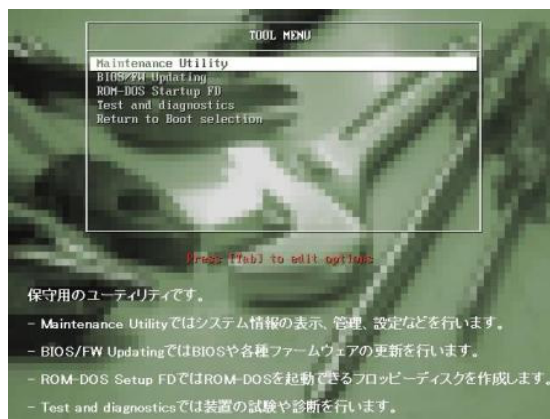 TOOL MENU
Maintenance Utility
BIOS/FW Updating
ROM-DOS Startup FD
Test and diagnostics
Return to Boot selection
Press [Tab] to edit options
保守用のユーティリティです。
- Maintenance Utilityではシステム情報の表示、管理、設定などを行います。
- BIOS/FW UpdatingではBIOSや各種ファームウェアの更新を行います。
- ROM-DOS Setup FDではROM-DOSを起動できるフロッピーディスクを作成します。
- Test and diagnosticsでは装置の試験や診断を行います。